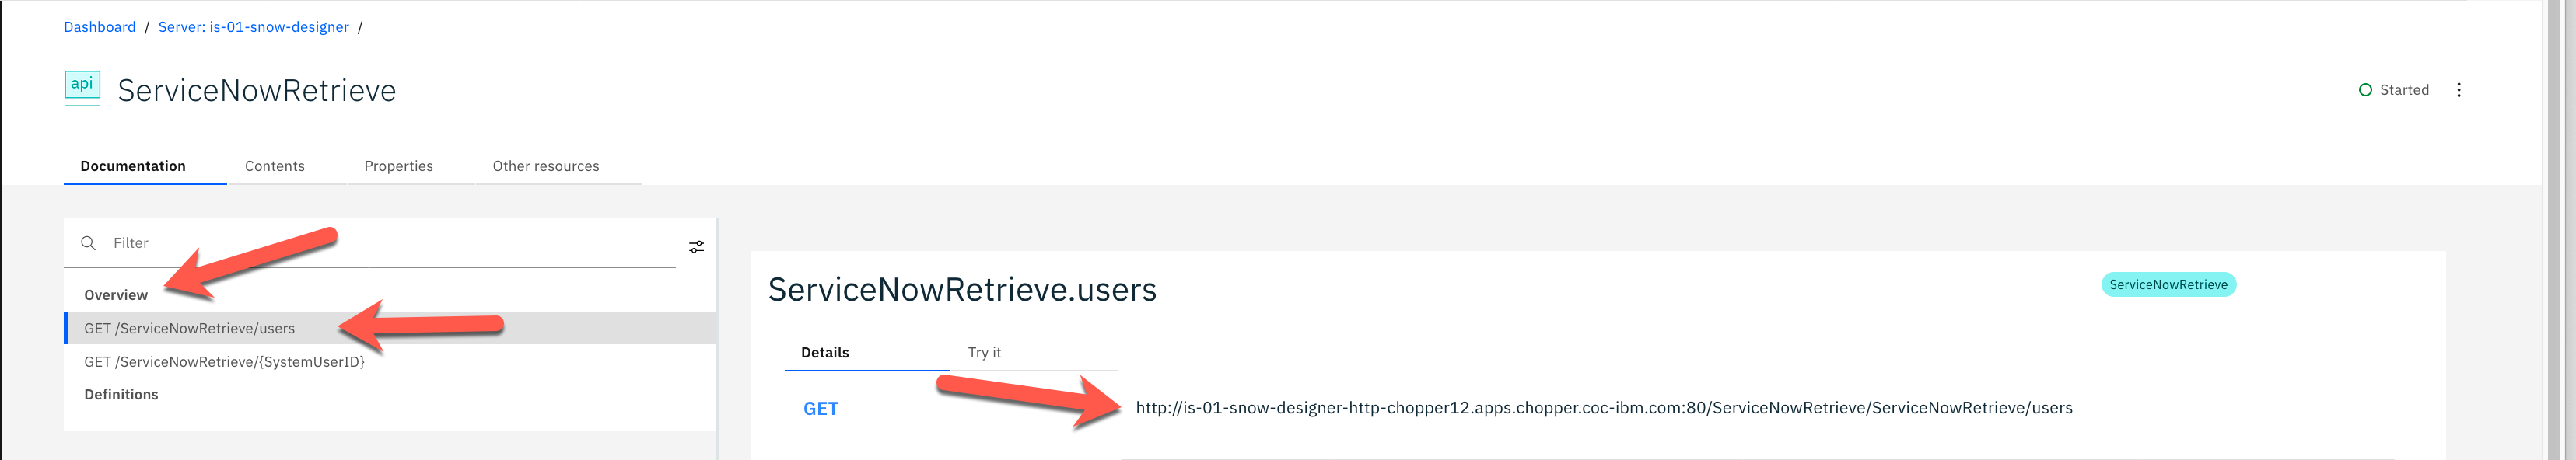 Dashboard / Server: is-01-snow-designer /
api ServiceNowRetrieve
Started
Documentation Contents Properties Other resources
Filter
Overview
GET /ServiceNowRetrieve/users
GET /ServiceNowRetrieve/{SystemUserID}
Definitions
ServiceNowRetrieve.users
ServiceNowRetrieve
Details Try it
GET http://is-01-snow-designer-http-chopper12.apps.chopper.coc-ibm.com:80/ServiceNowRetrieve/ServiceNowRetrieve/users